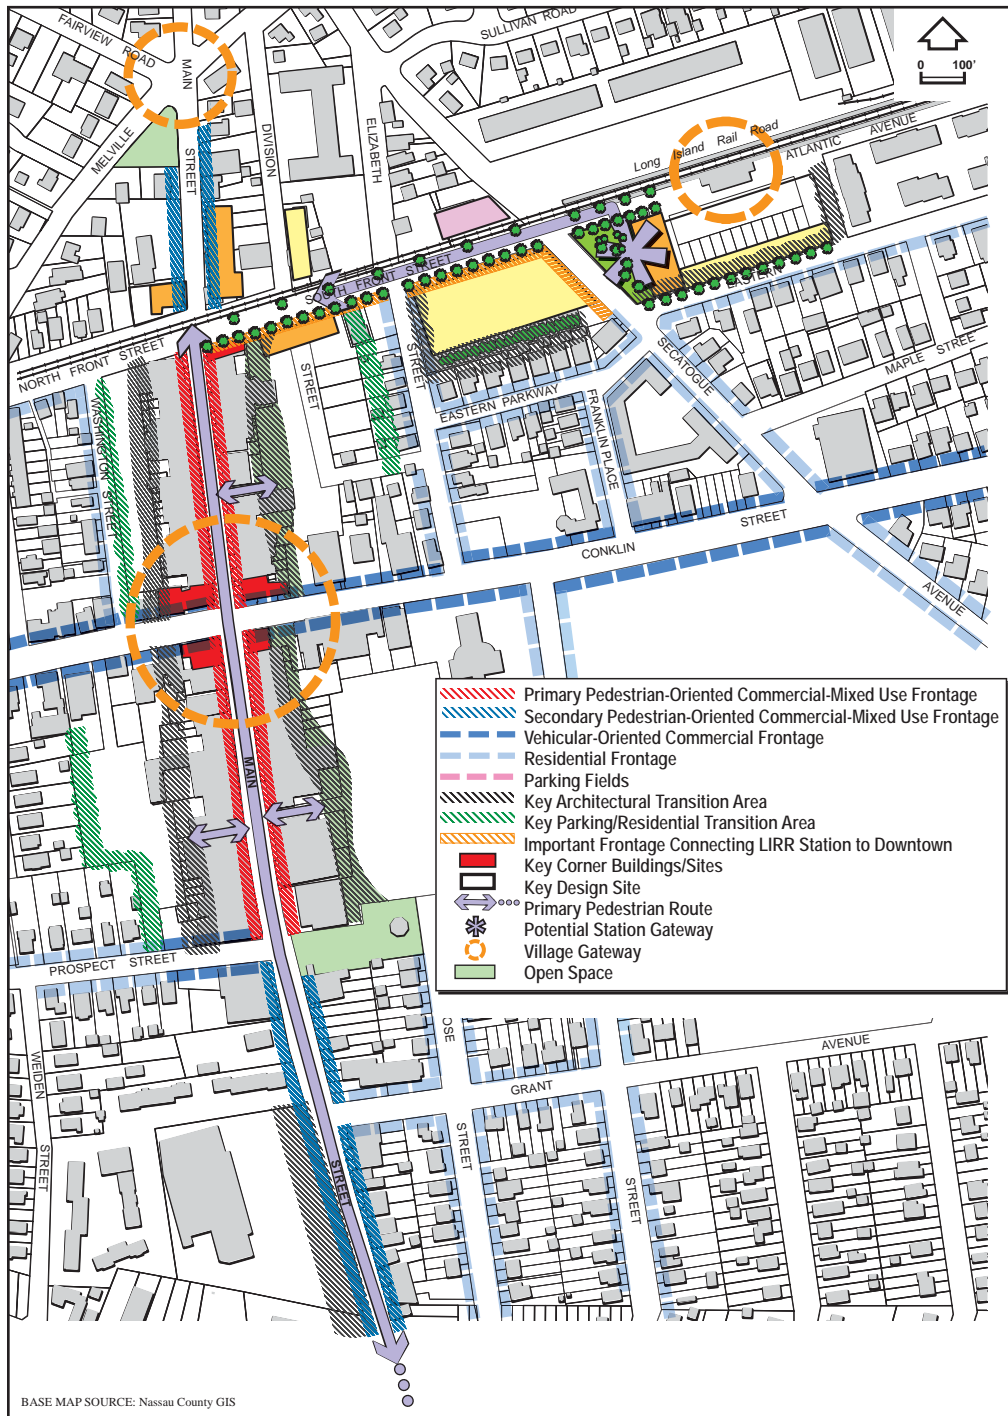 FAIRVIEW ROAD
MAIN
STREET
SULLIVAN ROAD
0 100'
MELVILLE
DIVISION
ELIZABETH
Long Island Rail Road
ATLANTIC AVENUE
SOUTH FRONT STREET
EASTERN
NORTH FRONT STREET
STREET
STREET
SECATOGUE
MAPLE STREE
EASTERN PARKWAY
FRANKLIN PLACE
WASHINGTON STREET
CONKLIN STREET
AVENUE
MAIN
Primary Pedestrian-Oriented Commercial-Mixed Use Frontage
Secondary Pedestrian-Oriented Commercial-Mixed Use Frontage
Vehicular-Oriented Commercial Frontage
Residential Frontage
Parking Fields
Key Architectural Transition Area
Key Parking/Residential Transition Area
Important Frontage Connecting LIRR Station to Downtown
Key Corner Buildings/Sites
Key Design Site
Primary Pedestrian Route
Potential Station Gateway
Village Gateway
Open Space
PROSPECT STREET
WEIDEN
STREET
OSE
STREET
GRANT AVENUE
STREET
STREET
BASE MAP SOURCE: Nassau County GIS